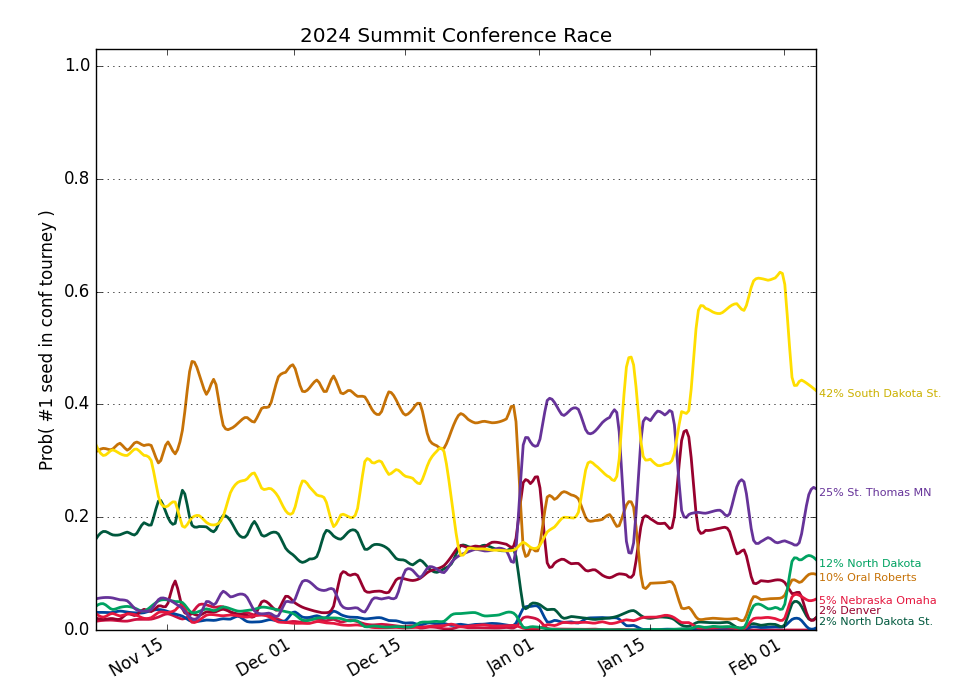 2024 Summit Conference Race
Prob( #1 seed in conf tourney )
1.0
0.8
0.6
0.4
0.2
0.0
Nov 15
Dec 01
Dec 15
Jan 01
Jan 15
Feb 01
42% South Dakota St.
25% St. Thomas MN
12% North Dakota
10% Oral Roberts
5% Nebraska Omaha
2% Denver
2% North Dakota St.